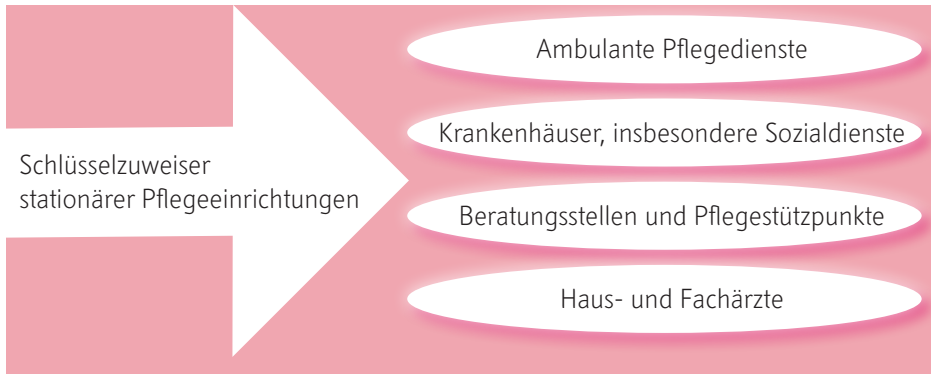 Schlüsselzuweiser
stationärer Pflegeeinrichtungen
Ambulante Pflegedienste
Krankenhäuser, insbesondere Sozialdienste
Beratungsstellen und Pflegestützpunkte
Haus- und Fachärzte